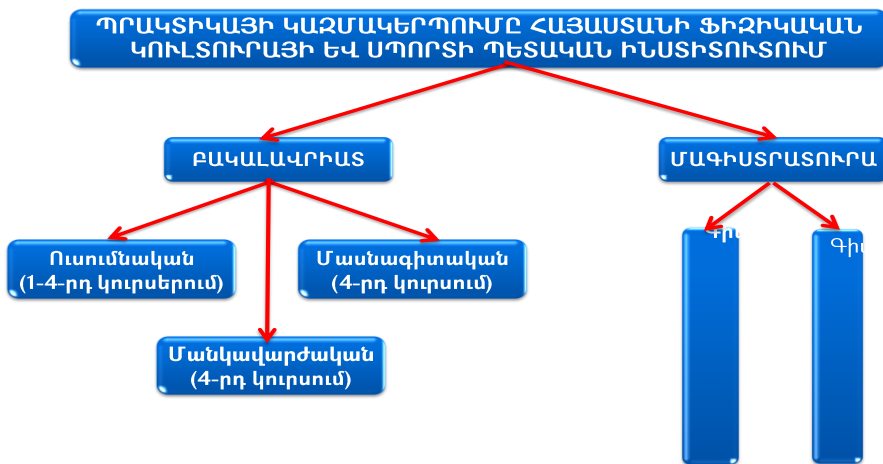 ՊՐԱԿՏԻԿԱՅԻ ԿԱԶՄԱԿԵՐՊՈՒՄԸ ՀԱՅԱՍՏԱՆԻ ՖԻԶԻԿԱԿԱՆ
ԿՈՒԼՏՈՒՐԱՅԻ ԵՎ ՍՊՈՐՏԻ ՊԵՏԱԿԱՆ ԻՆՍՏԻՏՈՒՏՈՒՄ
ԲԱԿԱԼԱՎՐԻԱՏ
ՄԱԳԻՍՏՐԱՏՈՒՐԱ
Ուսումնական
(1-4-րդ կուրսերում)
Մասնագիտական
(4-րդ կուրսում)
Մանկավարժական
(4-րդ կուրսում)